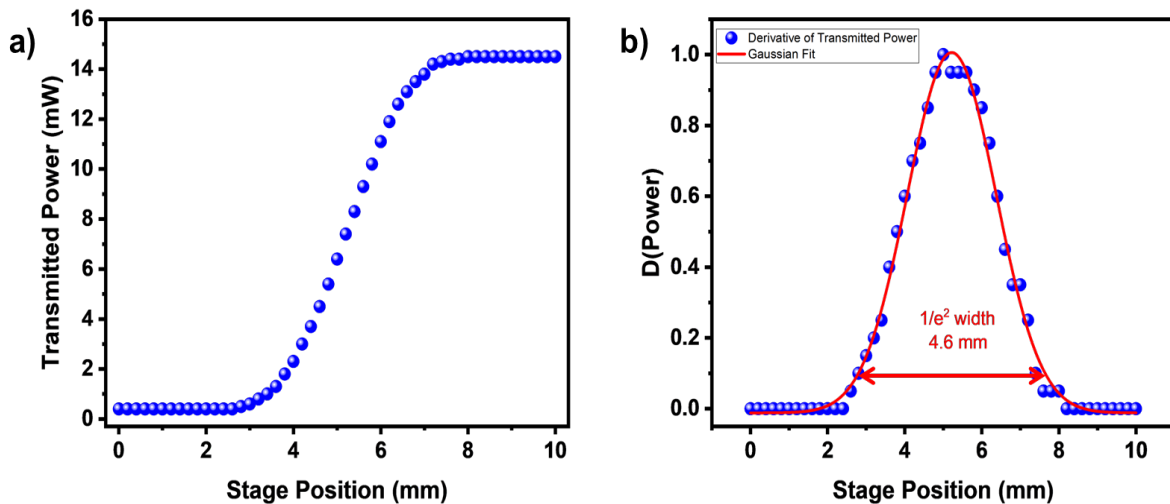 a)
Transmitted Power (mW)
16
14
12
10
8
6
4
2
0
0 2 4 6 8 10
Stage Position (mm)
b)
Derivative of Transmitted Power
Gaussian Fit
D(Power)
1.0
0.8
0.6
0.4
0.2
0.0
1/e² width
4.6 mm
0 2 4 6 8 10
Stage Position (mm)